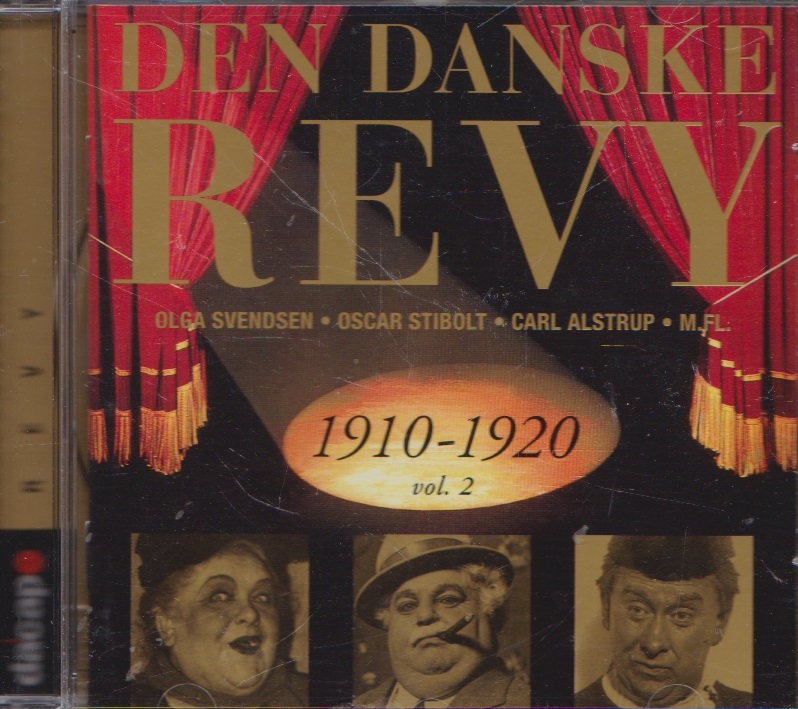 DEN DANSKE
REVY
OLGA SVENDSEN • OSCAR STIBOLT • CARL ALSTRUP • M.FL.
1910-1920
vol. 2
REVY
dacapo